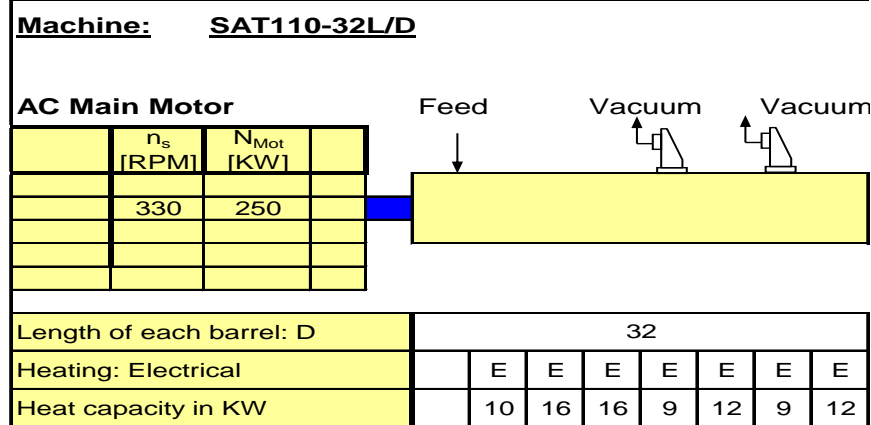 Machine: SAT110-32L/D
AC Main Motor Feed Vacuum Vacuum
nₛ N_Mot
[RPM] [KW]
330 250
Length of each barrel: D 32
Heating: Electrical E E E E E E E
Heat capacity in KW 10 16 16 9 12 9 12